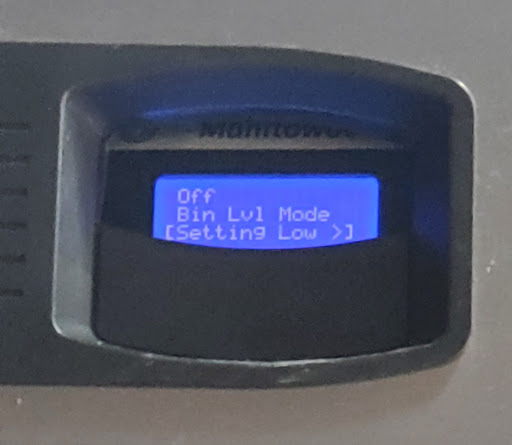 Manitowoc
Off
Bin Lvl Mode
[Setting Low >]